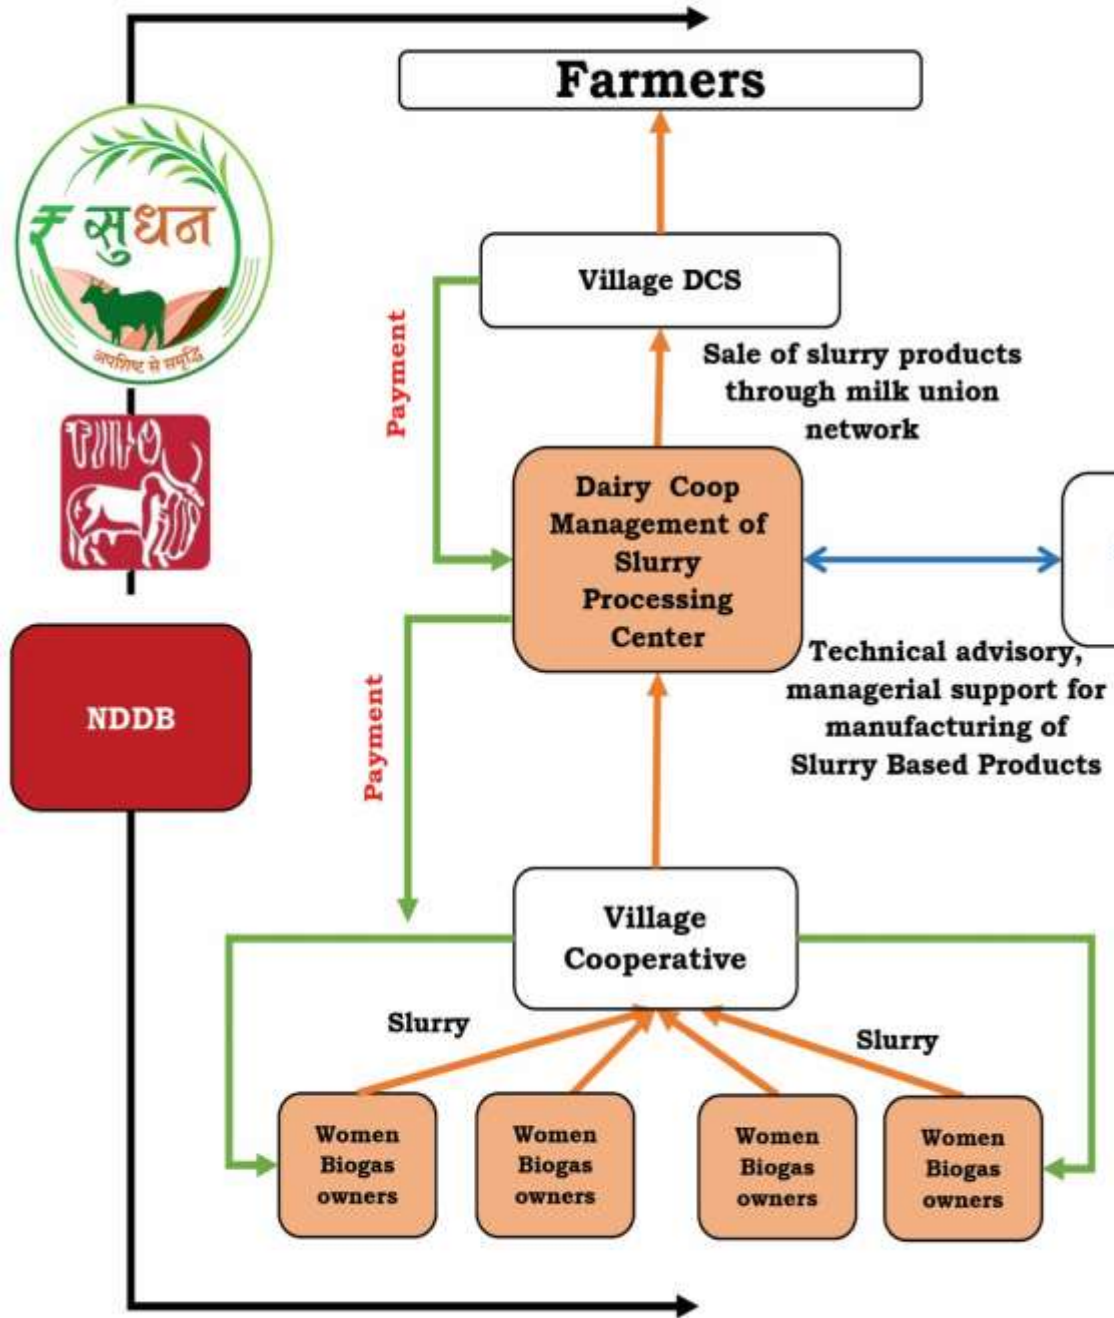 Farmers
₹ सुधन
अपशिष्ट से समृद्धि
Village DCS
Payment
Sale of slurry products
through milk union
network
Dairy Coop
Management of
Slurry
Processing
Center
NDDB
Payment
Technical advisory,
managerial support for
manufacturing of
Slurry Based Products
Village
Cooperative
Slurry
Slurry
Women
Biogas
owners
Women
Biogas
owners
Women
Biogas
owners
Women
Biogas
owners